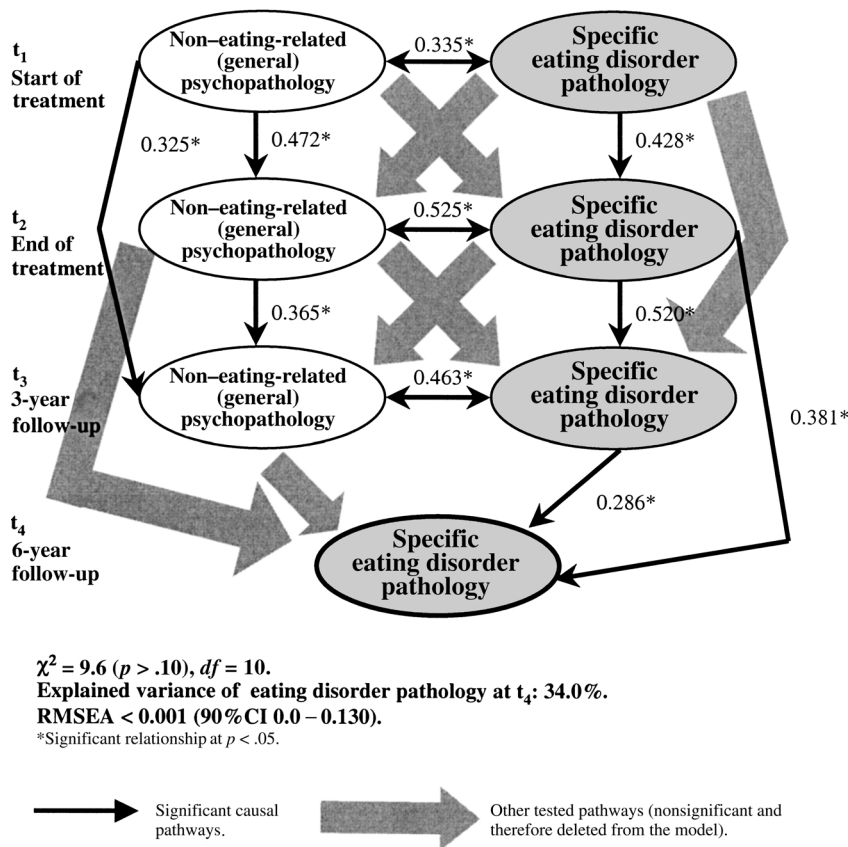 t1
Start of
treatment
Non–eating-related
(general)
psychopathology
0.335*
Specific
eating disorder
pathology
0.325*
0.472*
0.428*
t2
End of
treatment
Non–eating-related
(general)
psychopathology
0.525*
Specific
eating disorder
pathology
0.365*
0.520*
t3
3-year
follow-up
Non–eating-related
(general)
psychopathology
0.463*
Specific
eating disorder
pathology
0.381*
0.286*
t4
6-year
follow-up
Specific
eating disorder
pathology
χ2 = 9.6 (p > .10), df = 10.
Explained variance of eating disorder pathology at t4: 34.0%.
RMSEA < 0.001 (90%CI 0.0 – 0.130).
*Significant relationship at p < .05.
Significant causal
pathways.
Other tested pathways (nonsignificant and
therefore deleted from the model).